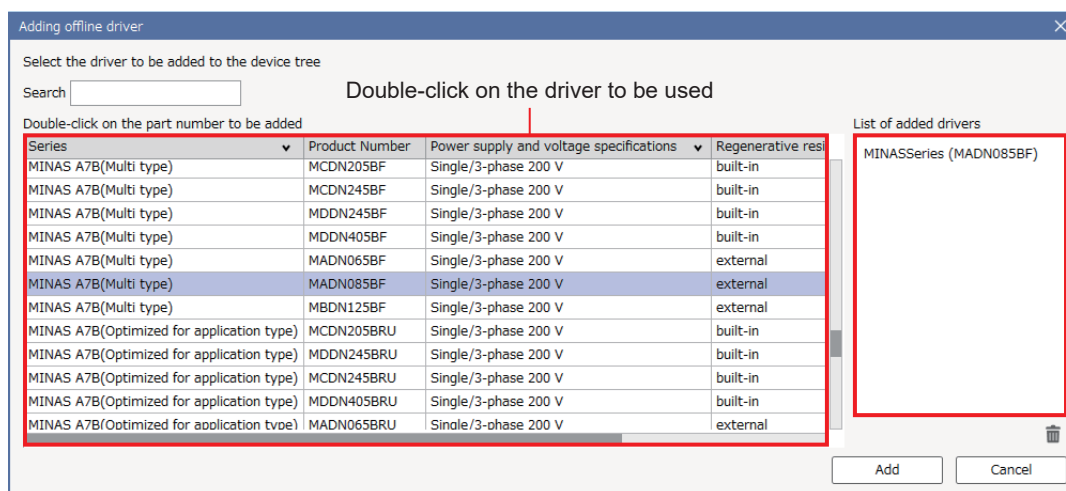 Adding offline driver
Select the driver to be added to the device tree
Search
Double-click on the driver to be used
Double-click on the part number to be added
List of added drivers
Series Product Number Power supply and voltage specifications Regenerative resi
MINAS A7B(Multi type) MCDN205BF Single/3-phase 200 V built-in
MINAS A7B(Multi type) MCDN245BF Single/3-phase 200 V built-in
MINAS A7B(Multi type) MDDN245BF Single/3-phase 200 V built-in
MINAS A7B(Multi type) MDDN405BF Single/3-phase 200 V built-in
MINAS A7B(Multi type) MADN065BF Single/3-phase 200 V external
MINAS A7B(Multi type) MADN085BF Single/3-phase 200 V external
MINAS A7B(Multi type) MBDN125BF Single/3-phase 200 V external
MINAS A7B(Optimized for application type) MCDN205BRU Single/3-phase 200 V built-in
MINAS A7B(Optimized for application type) MDDN245BRU Single/3-phase 200 V built-in
MINAS A7B(Optimized for application type) MCDN245BRU Single/3-phase 200 V built-in
MINAS A7B(Optimized for application type) MDDN405BRU Single/3-phase 200 V built-in
MINAS A7B(Optimized for application type) MADN065BRU Single/3-phase 200 V external
MINASSeries (MADN085BF)
Add
Cancel